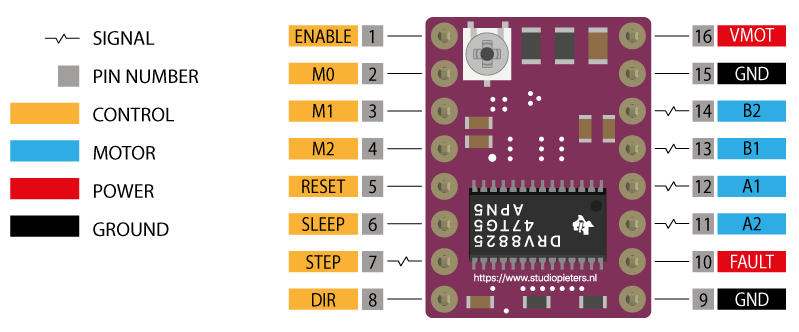 SIGNAL
PIN NUMBER
CONTROL
MOTOR
POWER
GROUND
ENABLE 1
M0 2
M1 3
M2 4
RESET 5
SLEEP 6
STEP 7
DIR 8
16 VMOT
15 GND
14 B2
13 B1
12 A1
11 A2
10 FAULT
9 GND
DRV8825
47TG5
APN5
https://www.studiopieters.nl